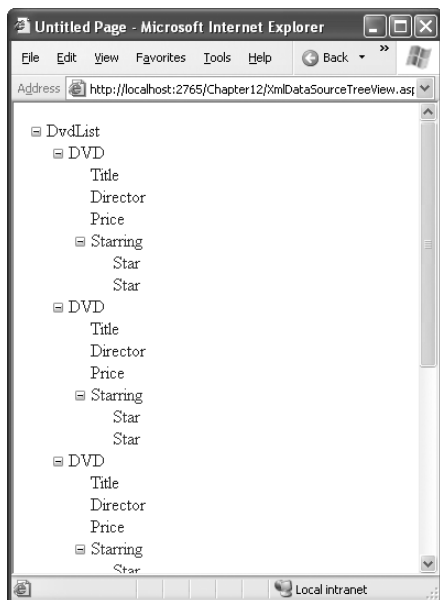 Untitled Page - Microsoft Internet Explorer
File Edit View Favorites Tools Help Back »
Address http://localhost:2765/Chapter12/XmlDataSourceTreeView.asp
DvdList
DVD
Title
Director
Price
Starring
Star
Star
DVD
Title
Director
Price
Starring
Star
Star
DVD
Title
Director
Price
Starring
Star
Local intranet